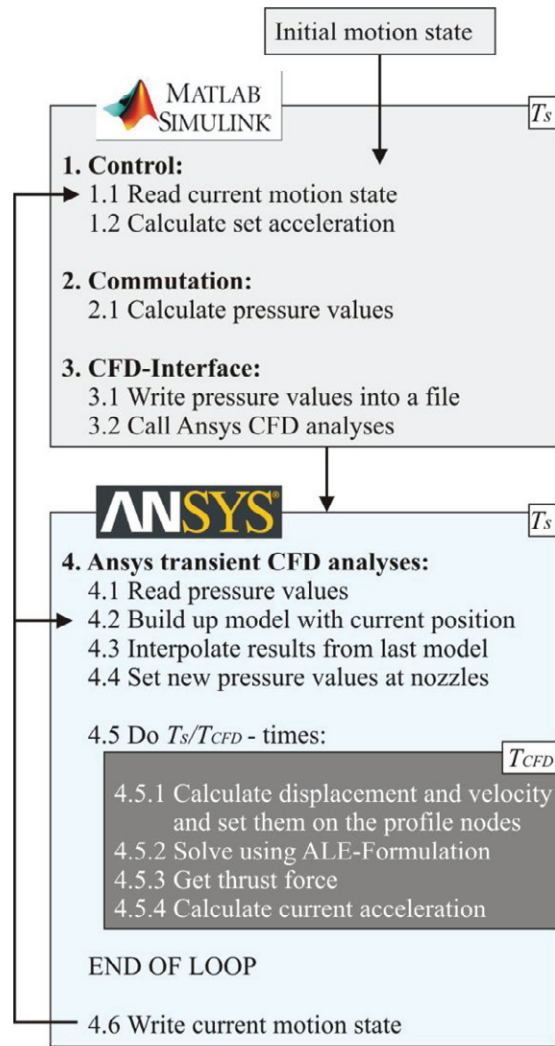 Initial motion state
MATLAB®
SIMULINK®
Ts
1. Control:
1.1 Read current motion state
1.2 Calculate set acceleration
2. Commutation:
2.1 Calculate pressure values
3. CFD-Interface:
3.1 Write pressure values into a file
3.2 Call Ansys CFD analyses
ANSYS®
Ts
4. Ansys transient CFD analyses:
4.1 Read pressure values
4.2 Build up model with current position
4.3 Interpolate results from last model
4.4 Set new pressure values at nozzles
4.5 Do Ts/TCFD - times:
TCFD
4.5.1 Calculate displacement and velocity
and set them on the profile nodes
4.5.2 Solve using ALE-Formulation
4.5.3 Get thrust force
4.5.4 Calculate current acceleration
END OF LOOP
4.6 Write current motion state